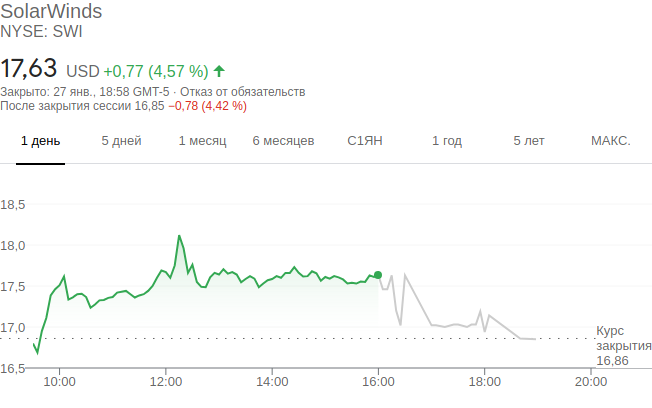 SolarWinds
NYSE: SWI
17,63 USD +0,77 (4,57 %) ↑
Закрыто: 27 янв., 18:58 GMT-5 · Отказ от обязательств
После закрытия сессии 16,85 −0,78 (4,42 %)
1 день 5 дней 1 месяц 6 месяцев С1ЯН 1 год 5 лет МАКС.
18,5
18,0
17,5
17,0
Курс
закрытия
16,86
16,5
10:00 12:00 14:00 16:00 18:00 20:00